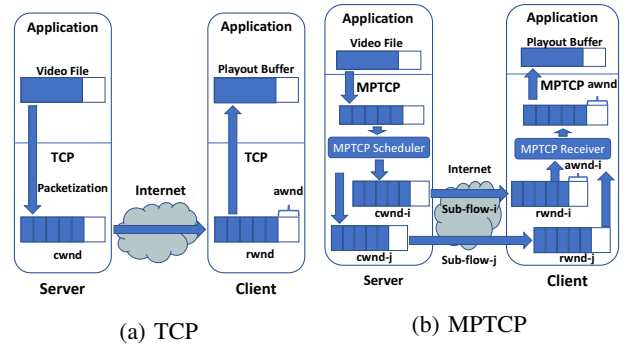 Application
Video File
TCP
Packetization
cwnd
Server
Internet
Application
Playout Buffer
TCP
awnd
rwnd
Client
(a) TCP
Application
Video File
MPTCP
MPTCP Scheduler
cwnd-i
cwnd-j
Server
Internet
Sub-flow-i
Sub-flow-j
Application
Playout Buffer
MPTCP awnd
MPTCP Receiver
awnd-i
rwnd-i
rwnd-j
Client
(b) MPTCP